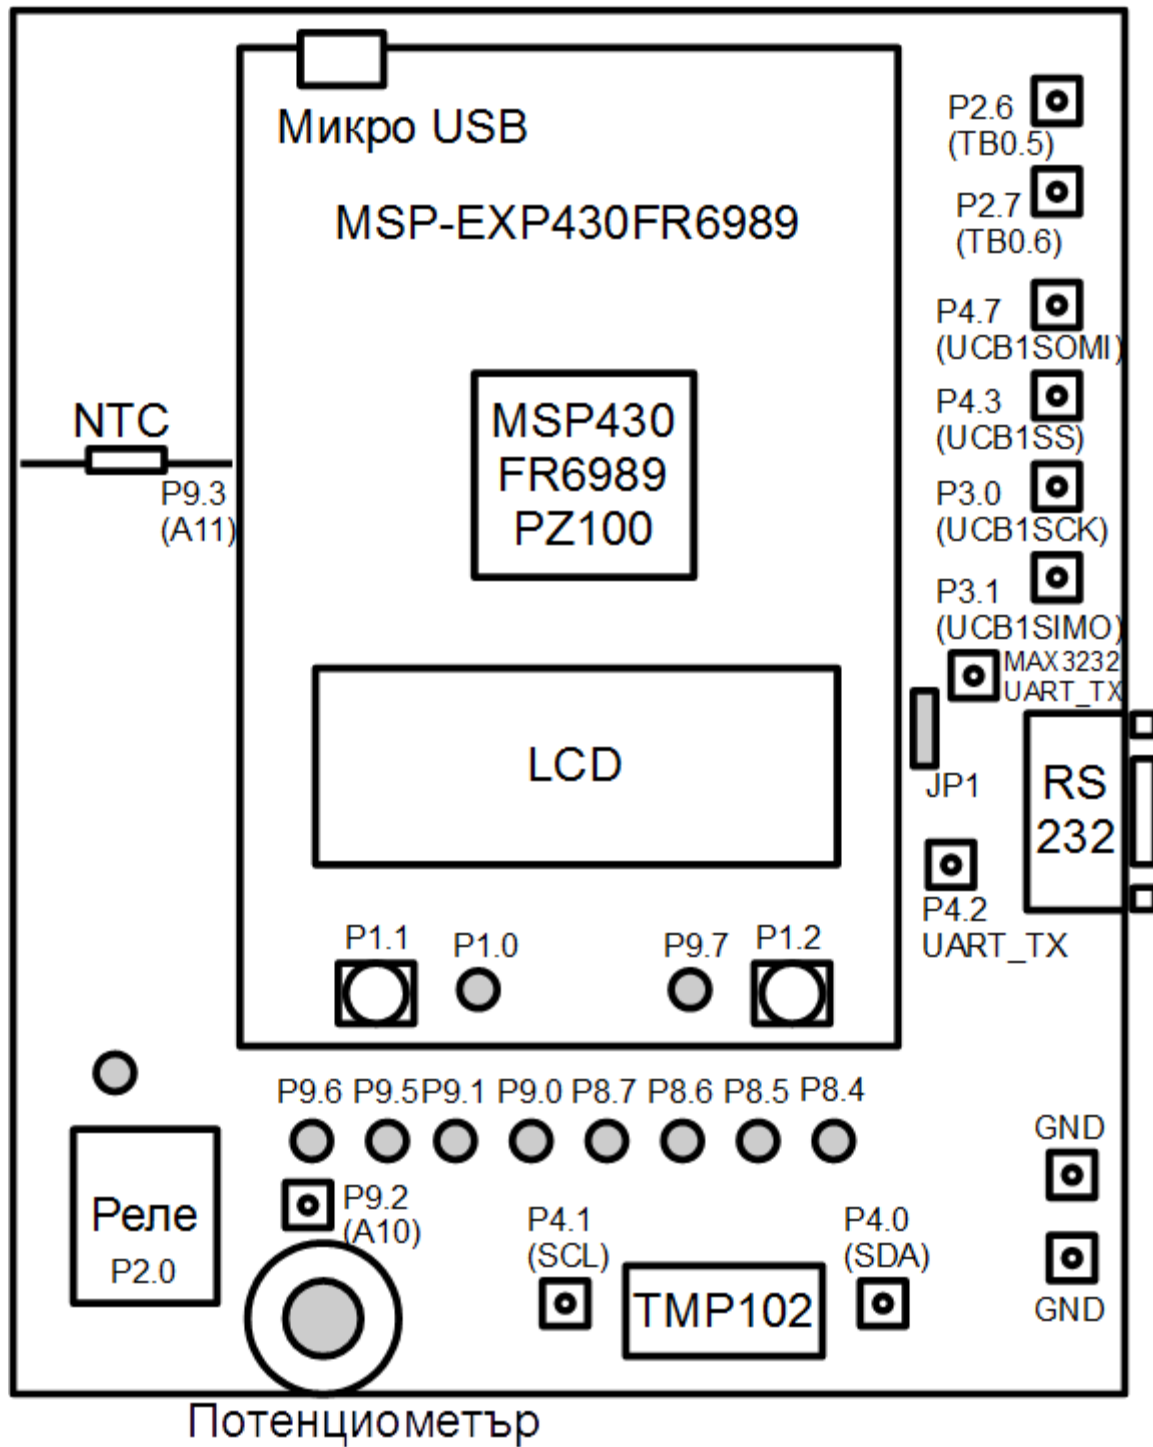 Микро USB
MSP-EXP430FR6989
P2.6
(TB0.5)
P2.7
(TB0.6)
P4.7
(UCB1SOMI)
P4.3
(UCB1SS)
P3.0
(UCB1SCK)
P3.1
(UCB1SIMO)
MAX3232
UART_TX
NTC
P9.3
(A11)
MSP430
FR6989
PZ100
LCD
JP1
RS
232
P4.2
UART_TX
P1.1
P1.0
P9.7
P1.2
P9.6
P9.5
P9.1
P9.0
P8.7
P8.6
P8.5
P8.4
GND
GND
Реле
P2.0
P9.2
(A10)
P4.1
(SCL)
P4.0
(SDA)
TMP102
Потенциометър